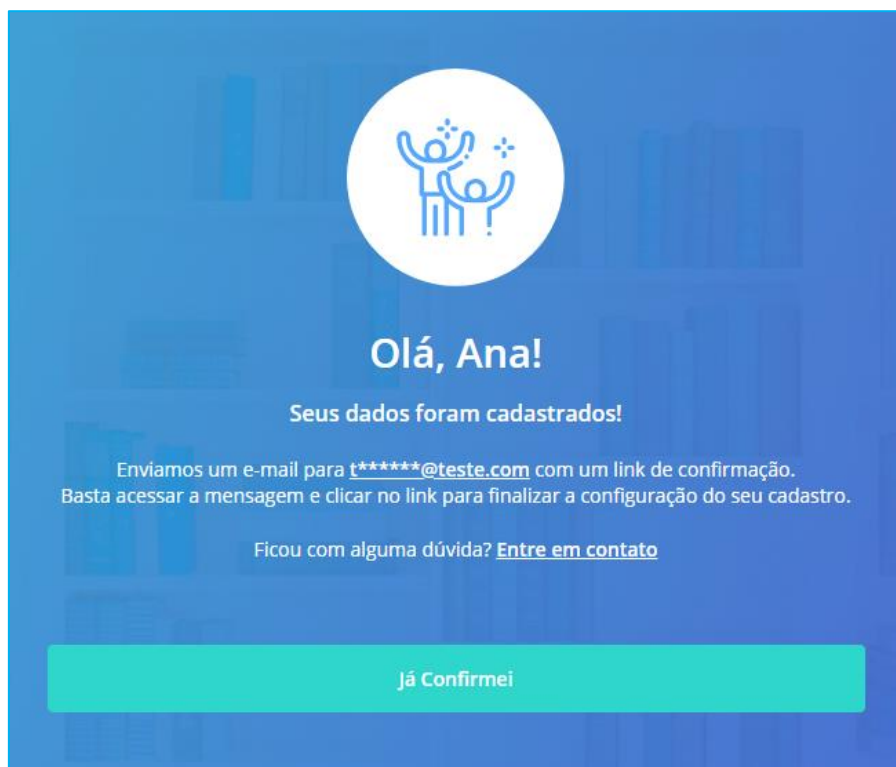 Olá, Ana!
Seus dados foram cadastrados!
Enviamos um e-mail para t******@teste.com com um link de confirmação.
Basta acessar a mensagem e clicar no link para finalizar a configuração do seu cadastro.
Ficou com alguma dúvida? Entre em contato
Já Confirmei